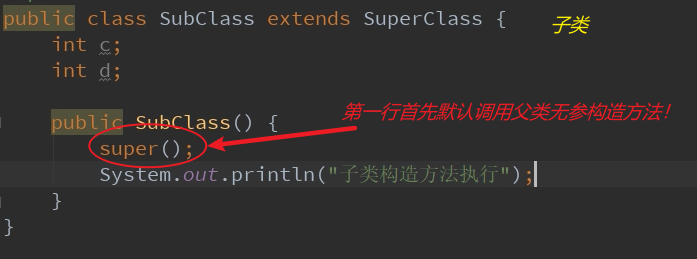 public class SubClass extends SuperClass {
子类
int c;
int d;
第一行首先默认调用父类无参构造方法！
public SubClass() {
super();
System.out.println("子类构造方法执行");
}
}